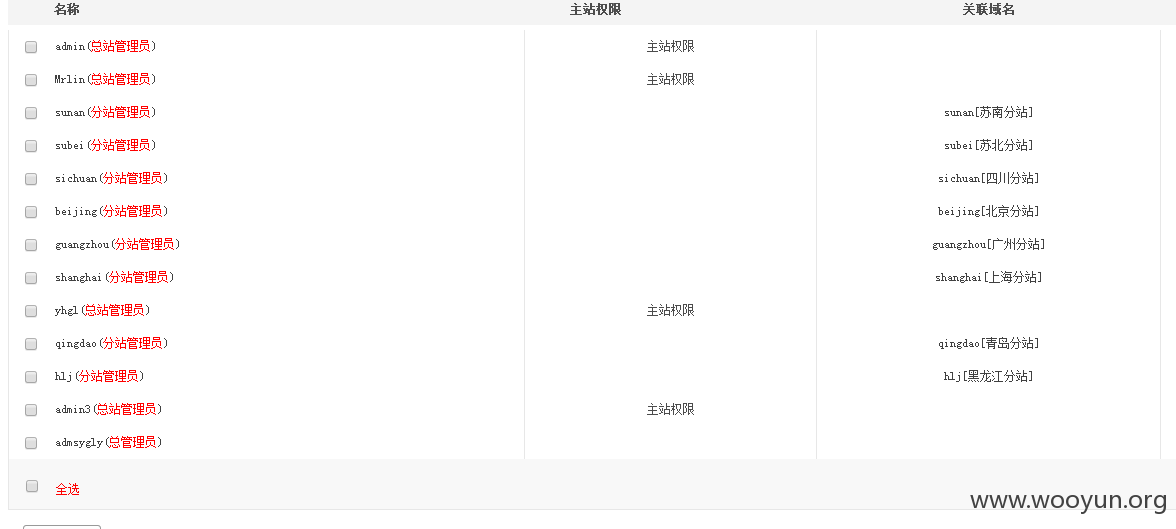 名称 主站权限 关联域名
admin(总站管理员) 主站权限
Mrlin(总站管理员) 主站权限
sunan(分站管理员) sunan[苏南分站]
subei(分站管理员) subei[苏北分站]
sichuan(分站管理员) sichuan[四川分站]
beijing(分站管理员) beijing[北京分站]
guangzhou(分站管理员) guangzhou[广州分站]
shanghai(分站管理员) shanghai[上海分站]
yhgl(总站管理员) 主站权限
qingdao(分站管理员) qingdao[青岛分站]
hlj(分站管理员) hlj[黑龙江分站]
admin3(总站管理员) 主站权限
admsygly(总管理员)
全选
www.wooyun.org